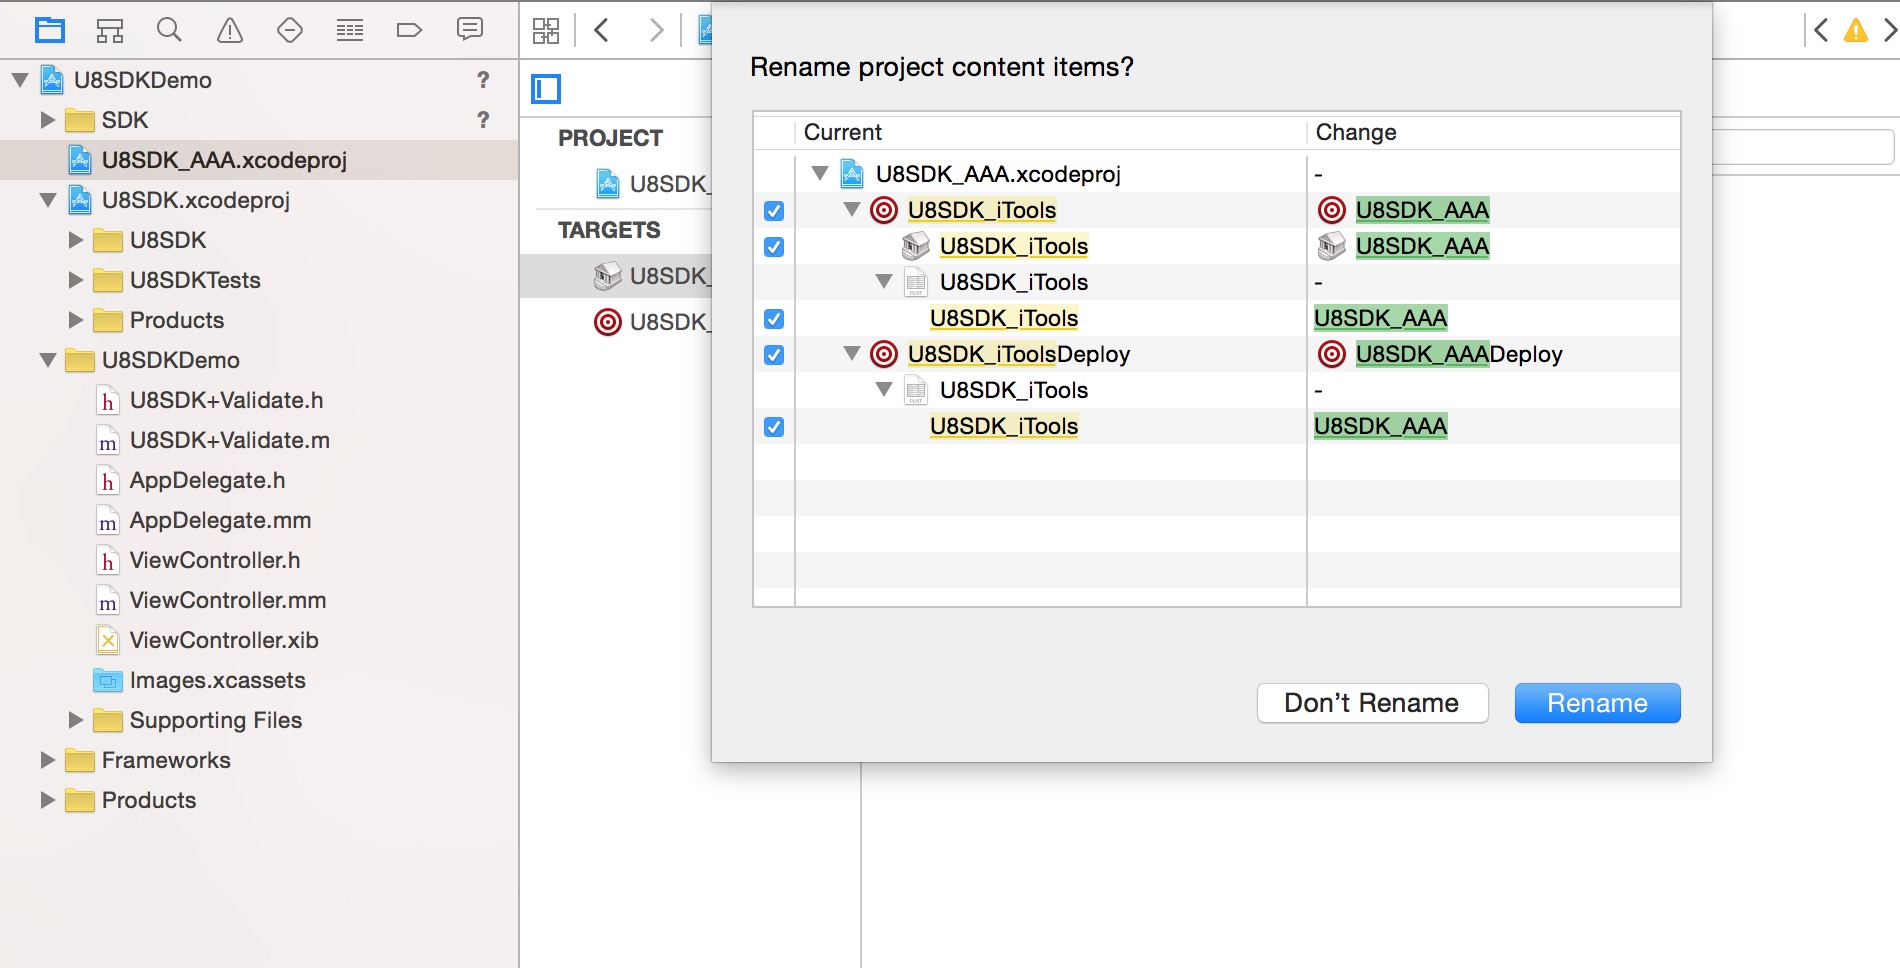 U8SDKDemo ?
SDK ?
U8SDK_AAA.xcodeproj
U8SDK.xcodeproj
U8SDK
U8SDKTests
Products
U8SDKDemo
U8SDK+Validate.h
U8SDK+Validate.m
AppDelegate.h
AppDelegate.mm
ViewController.h
ViewController.mm
ViewController.xib
Images.xcassets
Supporting Files
Frameworks
Products
PROJECT
U8SDK_
TARGETS
U8SDK_
U8SDK_
Rename project content items?
Current Change
U8SDK_AAA.xcodeproj -
U8SDK_iTools U8SDK_AAA
U8SDK_iTools U8SDK_AAA
U8SDK_iTools -
U8SDK_iTools U8SDK_AAA
U8SDK_iToolsDeploy U8SDK_AAADeploy
U8SDK_iTools -
U8SDK_iTools U8SDK_AAA
Don't Rename Rename